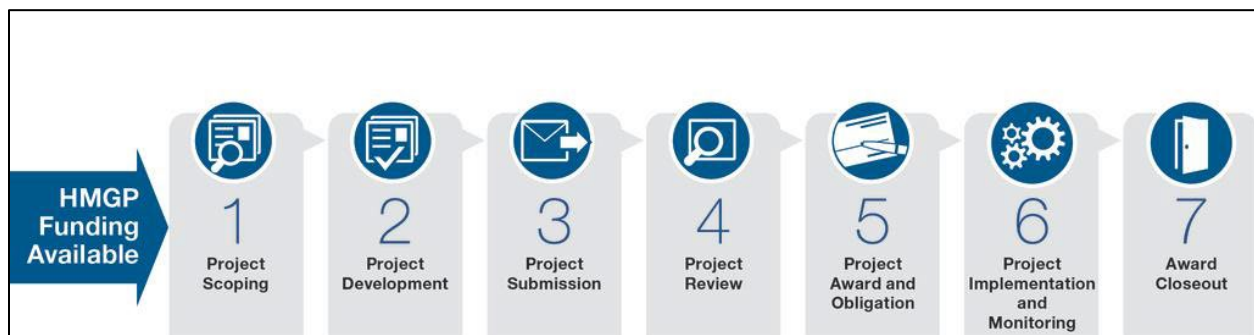 HMGP
Funding
Available
1
Project
Scoping
2
Project
Development
3
Project
Submission
4
Project
Review
5
Project
Award and
Obligation
6
Project
Implementation
and
Monitoring
7
Award
Closeout